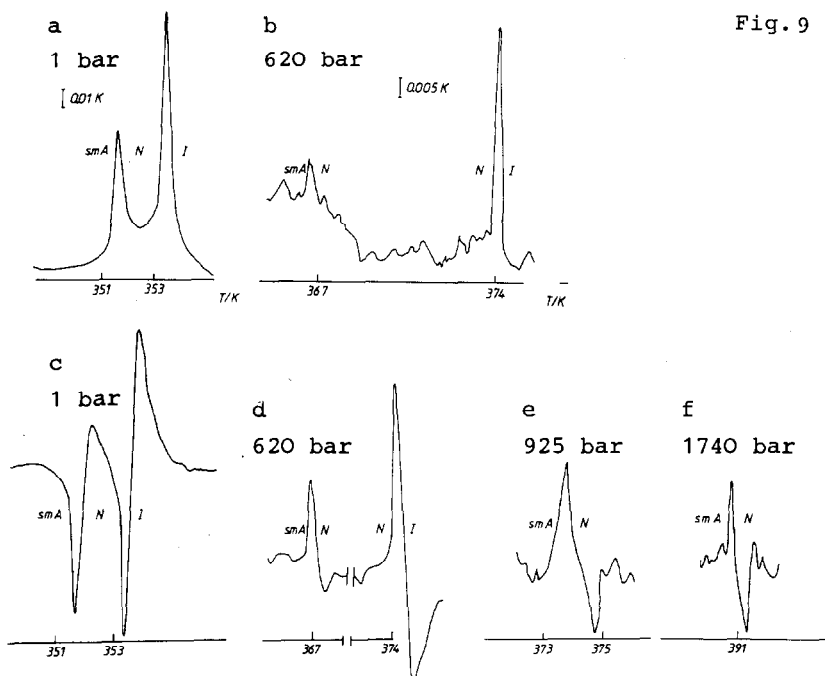 Fig.9
a
1 bar
0.01 K
smA N I
351 353
T/K
b
620 bar
0.005 K
smA N
N I
367 374
T/K
c
1 bar
smA N I
351 353
d
620 bar
smA N
N I
367 374
e
925 bar
smA N
373 375
f
1740 bar
smA N
391